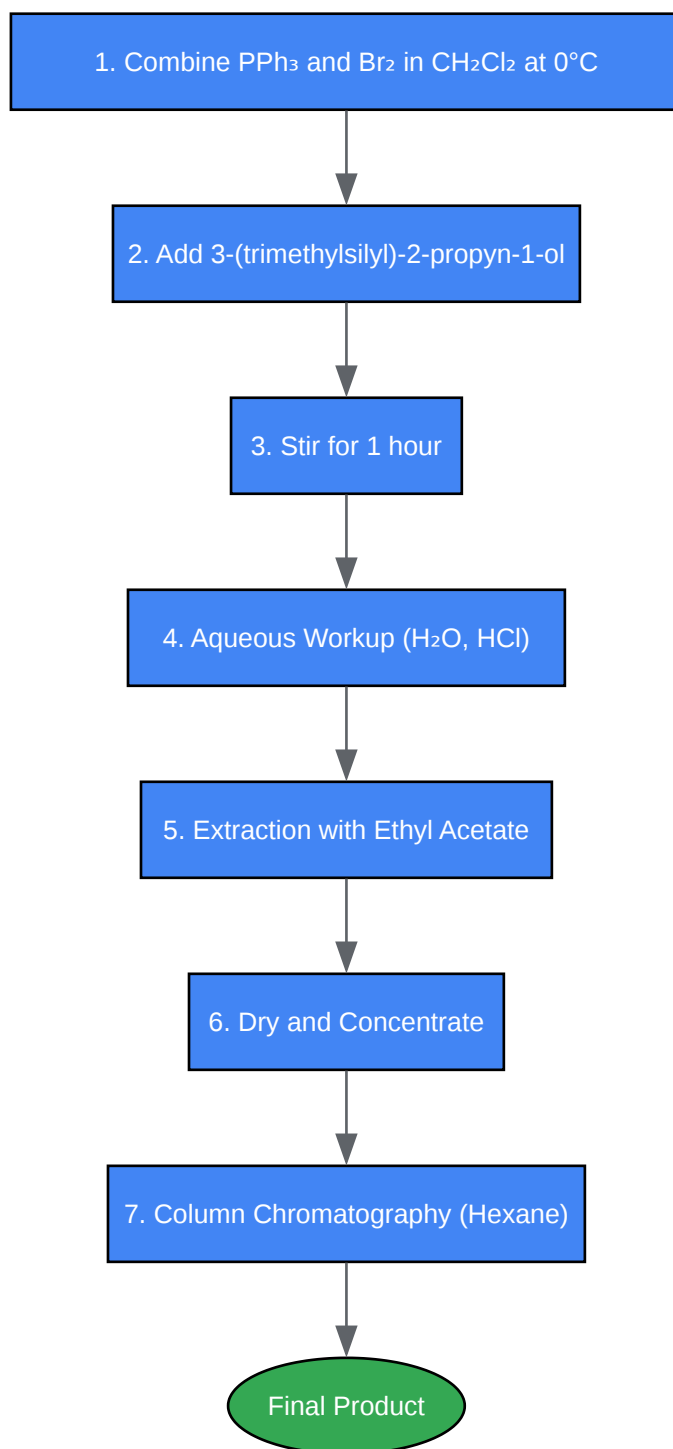 1. Combine PPh₃ and Br₂ in CH₂Cl₂ at 0°C
2. Add 3-(trimethylsilyl)-2-propyn-1-ol
3. Stir for 1 hour
4. Aqueous Workup (H₂O, HCl)
5. Extraction with Ethyl Acetate
6. Dry and Concentrate
7. Column Chromatography (Hexane)
Final Product